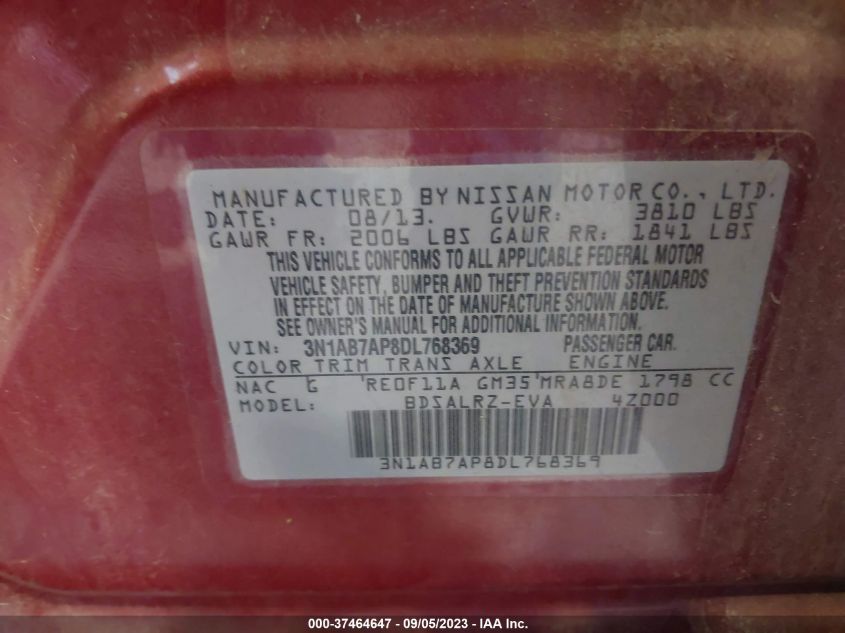 MANUFACTURED BY NISSAN MOTOR CO., LTD.
DATE: 08/13. GVWR: 3810 LBS
GAWR FR: 2006 LBS GAWR RR: 1841 LBS
THIS VEHICLE CONFORMS TO ALL APPLICABLE FEDERAL MOTOR
VEHICLE SAFETY, BUMPER AND THEFT PREVENTION STANDARDS
IN EFFECT ON THE DATE OF MANUFACTURE SHOWN ABOVE.
SEE OWNER'S MANUAL FOR ADDITIONAL INFORMATION.
VIN: 3N1AB7AP8DL768369 PASSENGER CAR.
COLOR TRIM TRANS AXLE ENGINE
NAC G RE0F11A GM35 MRA8DE 1798 CC
MODEL: BDSALRZ-EVA 4Z000
3N1AB7AP8DL768369
000-37464647 - 09/05/2023 - IAA Inc.